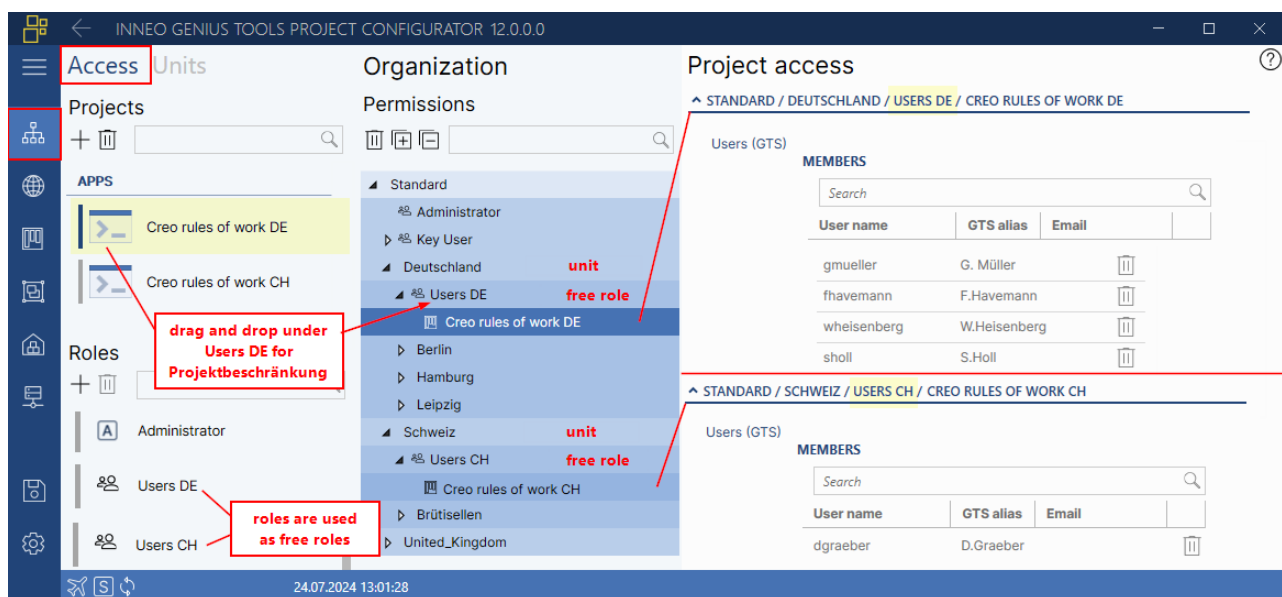 INNEO GENIUS TOOLS PROJECT CONFIGURATOR 12.0.0.0
Access Units
Projects
APPS
Creo rules of work DE
Creo rules of work CH
drag and drop under
Users DE for
Projektbeschränkung
Roles
A Administrator
Users DE
Users CH
roles are used
as free roles
Organization
Permissions
Standard
Administrator
Key User
Deutschland unit
Users DE free role
Creo rules of work DE
Berlin
Hamburg
Leipzig
Schweiz unit
Users CH free role
Creo rules of work CH
Brütisellen
United_Kingdom
Project access
?
STANDARD / DEUTSCHLAND / USERS DE / CREO RULES OF WORK DE
Users (GTS)
MEMBERS
Search
User name GTS alias Email
gmueller G. Müller
fhavemann F.Havemann
wheisenberg W.Heisenberg
sholl S.Holl
STANDARD / SCHWEIZ / USERS CH / CREO RULES OF WORK CH
Users (GTS)
MEMBERS
Search
User name GTS alias Email
dgraeber D.Graeber
S 24.07.2024 13:01:28